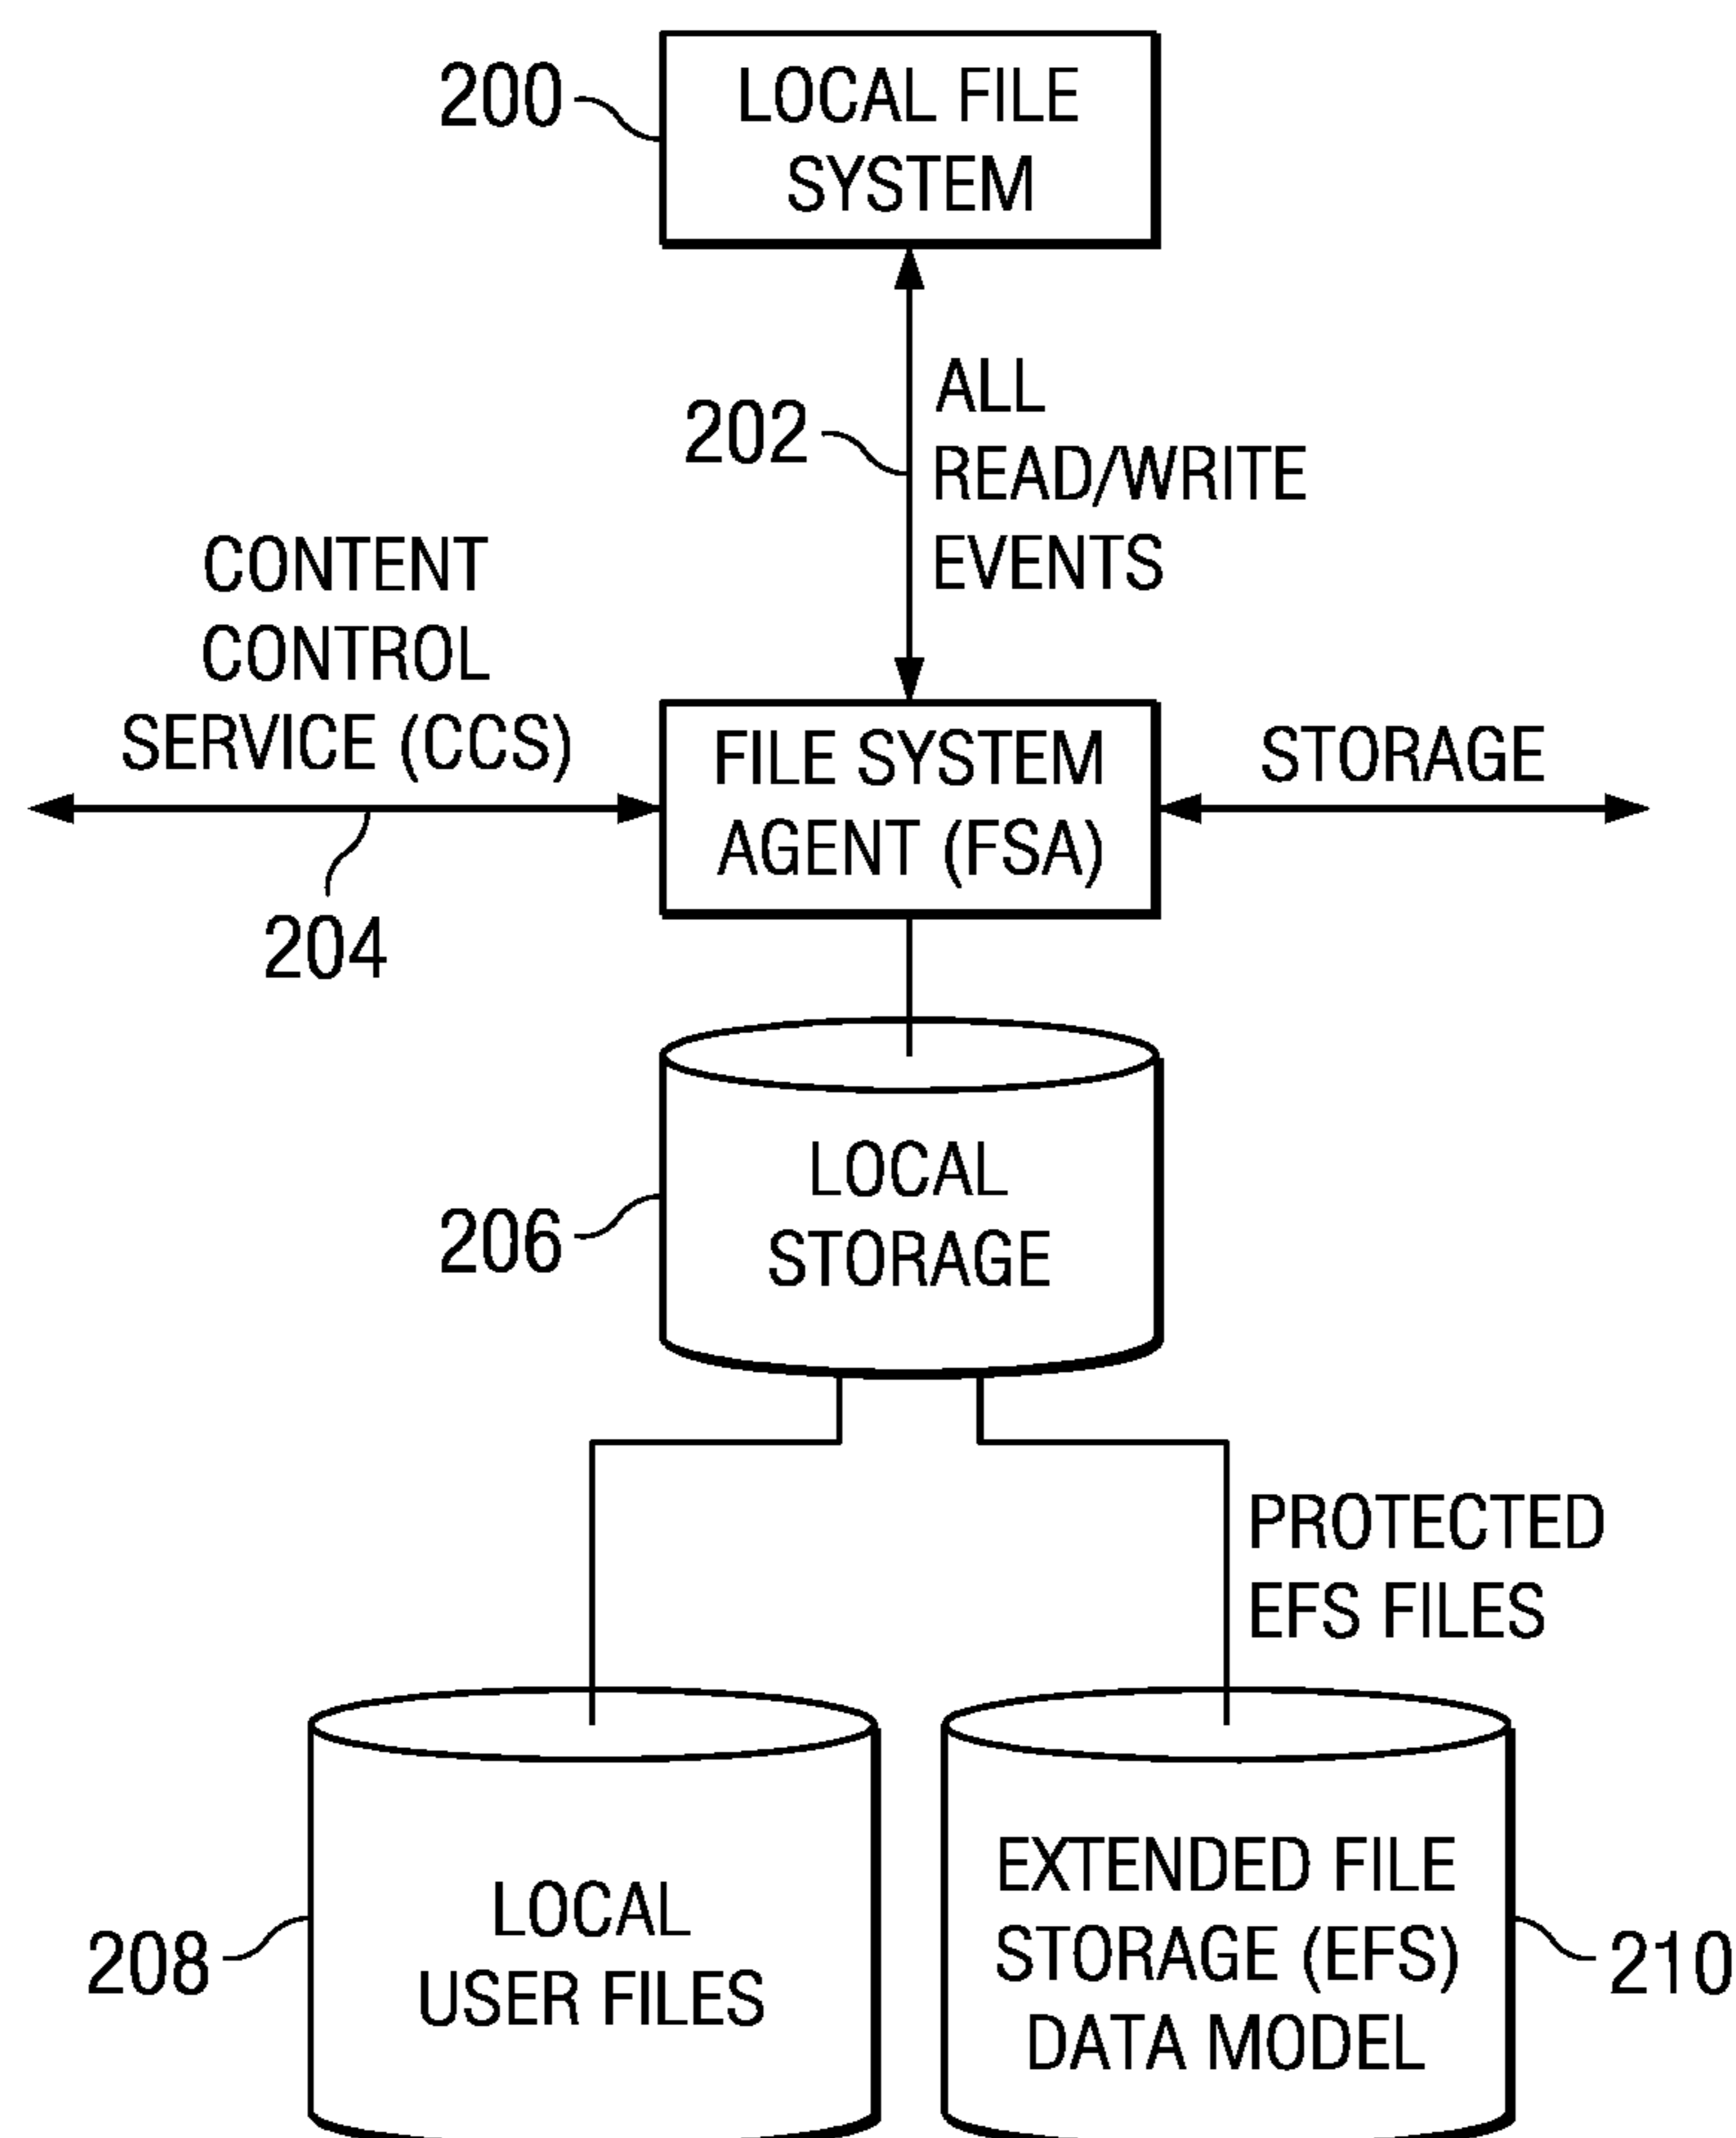 200
LOCAL FILE
SYSTEM
202
ALL
READ/WRITE
EVENTS
CONTENT
CONTROL
SERVICE (CCS)
204
FILE SYSTEM
AGENT (FSA)
STORAGE
206
LOCAL
STORAGE
PROTECTED
EFS FILES
208
LOCAL
USER FILES
EXTENDED FILE
STORAGE (EFS)
DATA MODEL
210